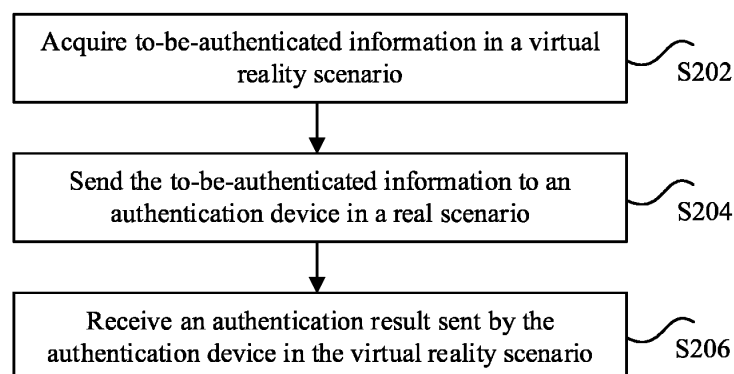 Acquire to-be-authenticated information in a virtual
reality scenario
S202
Send the to-be-authenticated information to an
authentication device in a real scenario
S204
Receive an authentication result sent by the
authentication device in the virtual reality scenario
S206